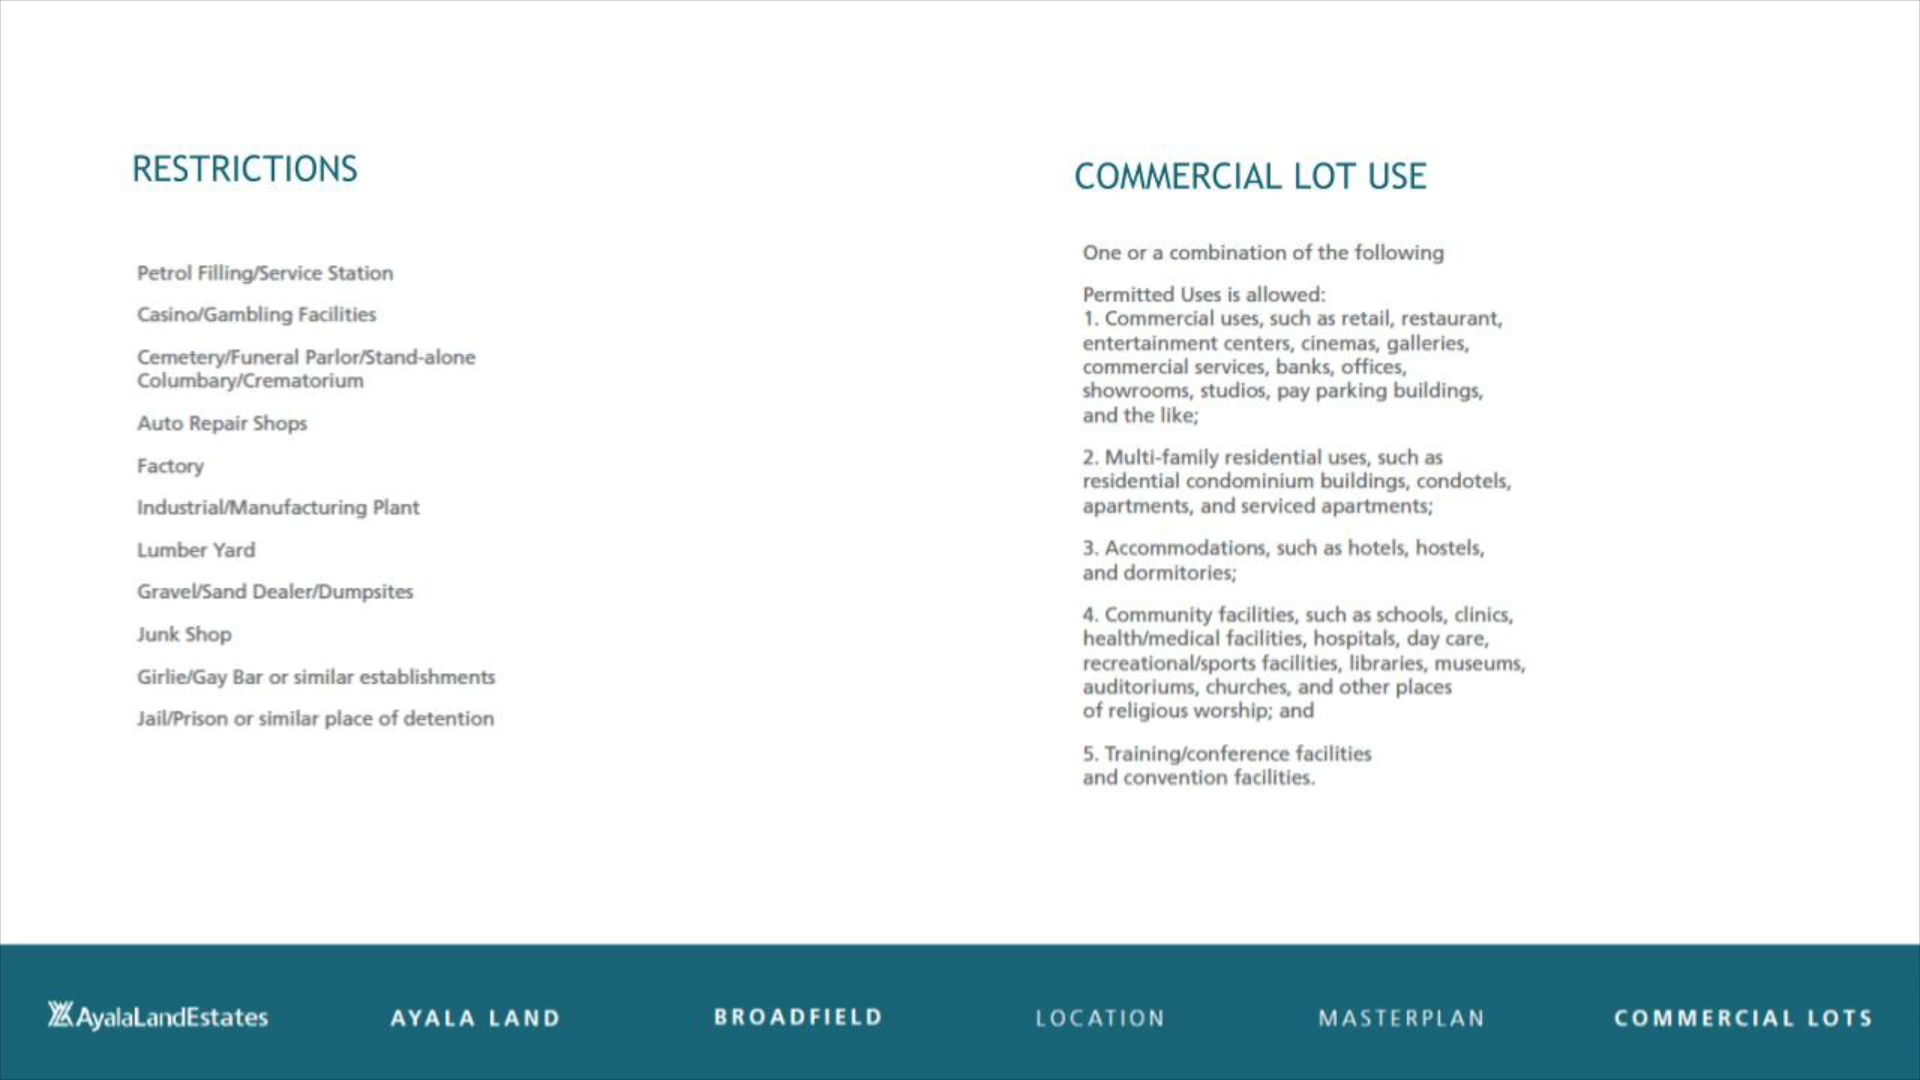 RESTRICTIONS
Petrol Filling/Service Station
Casino/Gambling Facilities
Cemetery/Funeral Parlor/Stand-alone
Columbary/Crematorium
Auto Repair Shops
Factory
Industrial/Manufacturing Plant
Lumber Yard
Gravel/Sand Dealer/Dumpsites
Junk Shop
Girlie/Gay Bar or similar establishments
Jail/Prison or similar place of detention
COMMERCIAL LOT USE
One or a combination of the following
Permitted Uses is allowed:
1. Commercial uses, such as retail, restaurant,
entertainment centers, cinemas, galleries,
commercial services, banks, offices,
showrooms, studios, pay parking buildings,
and the like;
2. Multi-family residential uses, such as
residential condominium buildings, condotels,
apartments, and serviced apartments;
3. Accommodations, such as hotels, hostels,
and dormitories;
4. Community facilities, such as schools, clinics,
health/medical facilities, hospitals, day care,
recreational/sports facilities, libraries, museums,
auditoriums, churches, and other places
of religious worship; and
5. Training/conference facilities
and convention facilities.
AyalaLandEstates
AYALA LAND
BROADFIELD
LOCATION
MASTERPLAN
COMMERCIAL LOTS